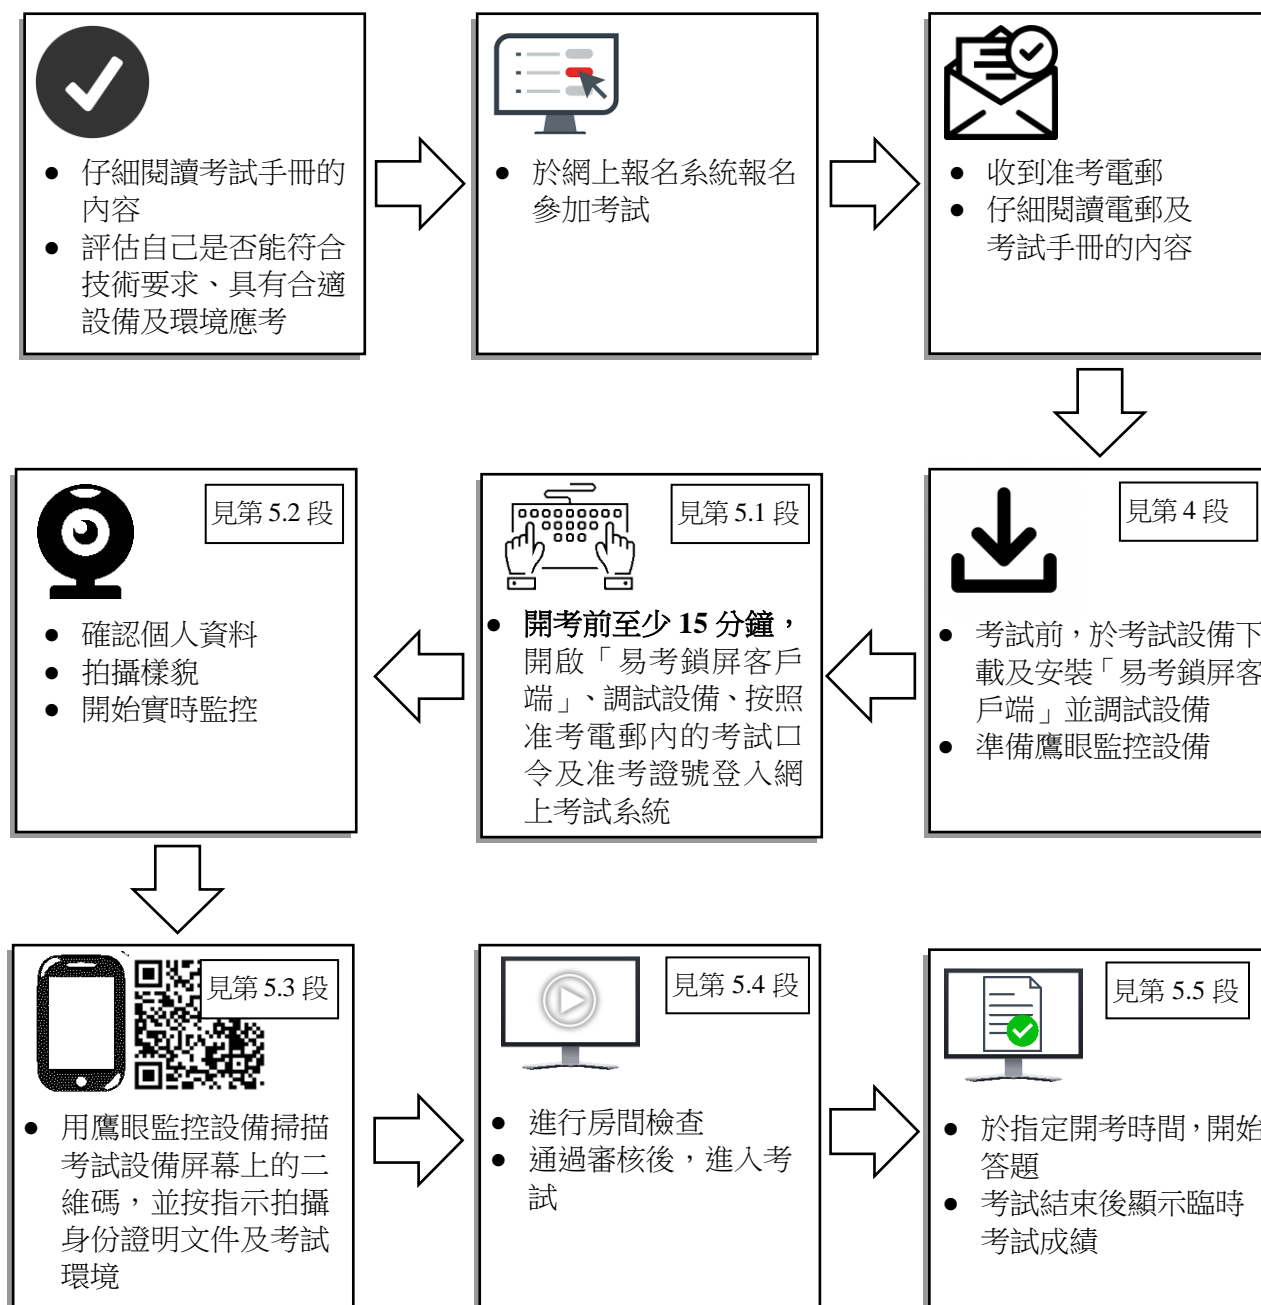 ● 仔細閱讀考試手冊的
內容
● 評估自己是否能符合
技術要求、具有合適
設備及環境應考
● 於網上報名系統報名
參加考試
● 收到准考電郵
● 仔細閱讀電郵及
考試手冊的內容
見第 4 段
● 考試前，於考試設備下
載及安裝「易考鎖屏客
戶端」並調試設備
● 準備鷹眼監控設備
見第 5.1 段
● 開考前至少 15 分鐘，
開啟「易考鎖屏客戶
端」、調試設備、按照
准考電郵內的考試口
令及准考證號登入網
上考試系統
見第 5.2 段
● 確認個人資料
● 拍攝樣貌
● 開始實時監控
見第 5.3 段
● 用鷹眼監控設備掃描
考試設備屏幕上的二
維碼，並按指示拍攝
身份證明文件及考試
環境
見第 5.4 段
● 進行房間檢查
● 通過審核後，進入考
試
見第 5.5 段
● 於指定開考時間，開始
答題
● 考試結束後顯示臨時
考試成績